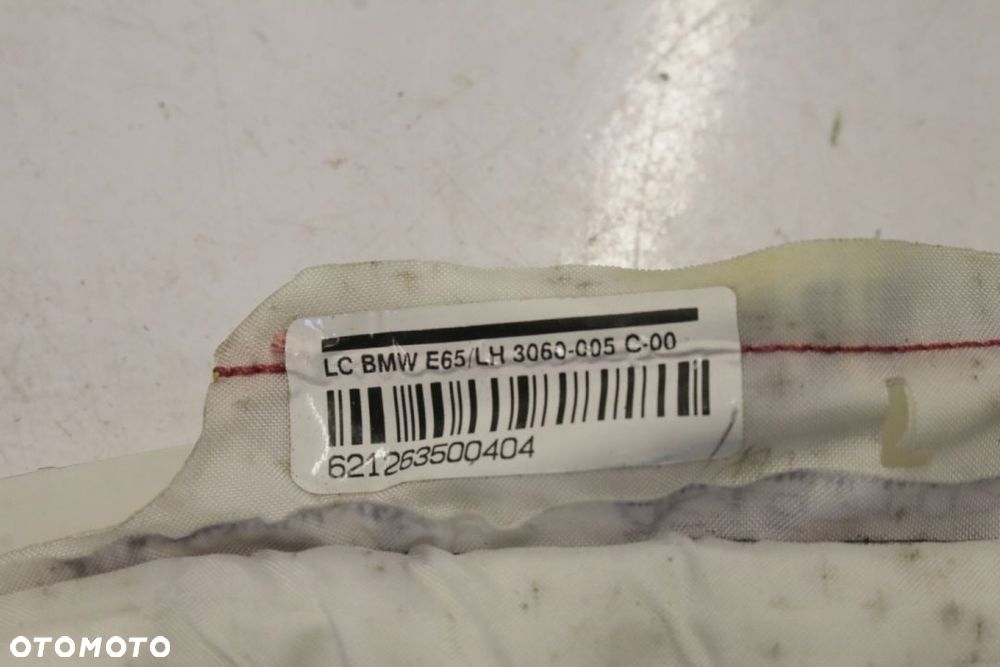 LC BMW E65/LH 3060-005 C-00
621263500404
L
OTOMOTO